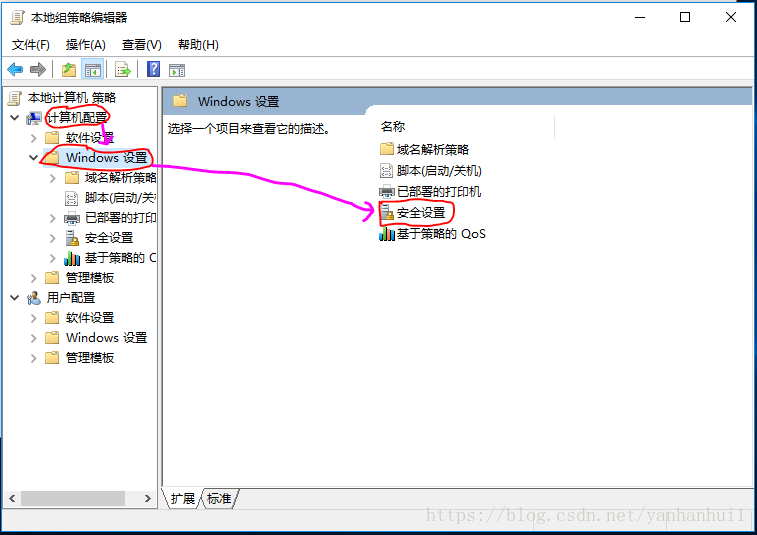 本地组策略编辑器
文件(F) 操作(A) 查看(V) 帮助(H)
本地计算机 策略
计算机配置
软件设置
Windows 设置
域名解析策略
脚本(启动/关
已部署的打印
安全设置
基于策略的 Q
管理模板
用户配置
软件设置
Windows 设置
管理模板
Windows 设置
选择一个项目来查看它的描述。
名称
域名解析策略
脚本(启动/关机)
已部署的打印机
安全设置
基于策略的 QoS
扩展 标准
https://blog.csdn.net/yanhanhui1